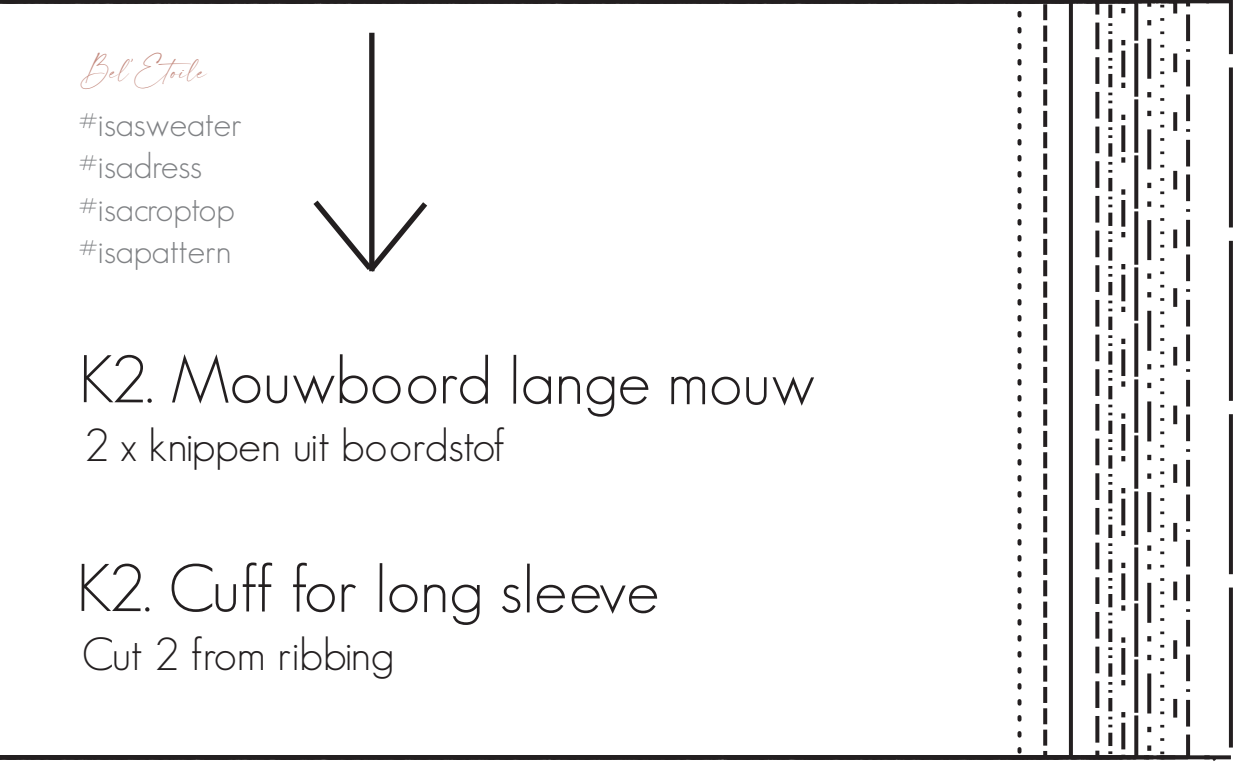 Bel' Etoile
#isasweater
#isadress
#isacroptop
#isapattern
K2. Mouwboord lange mouw
2 x knippen uit boordstof
K2. Cuff for long sleeve
Cut 2 from ribbing